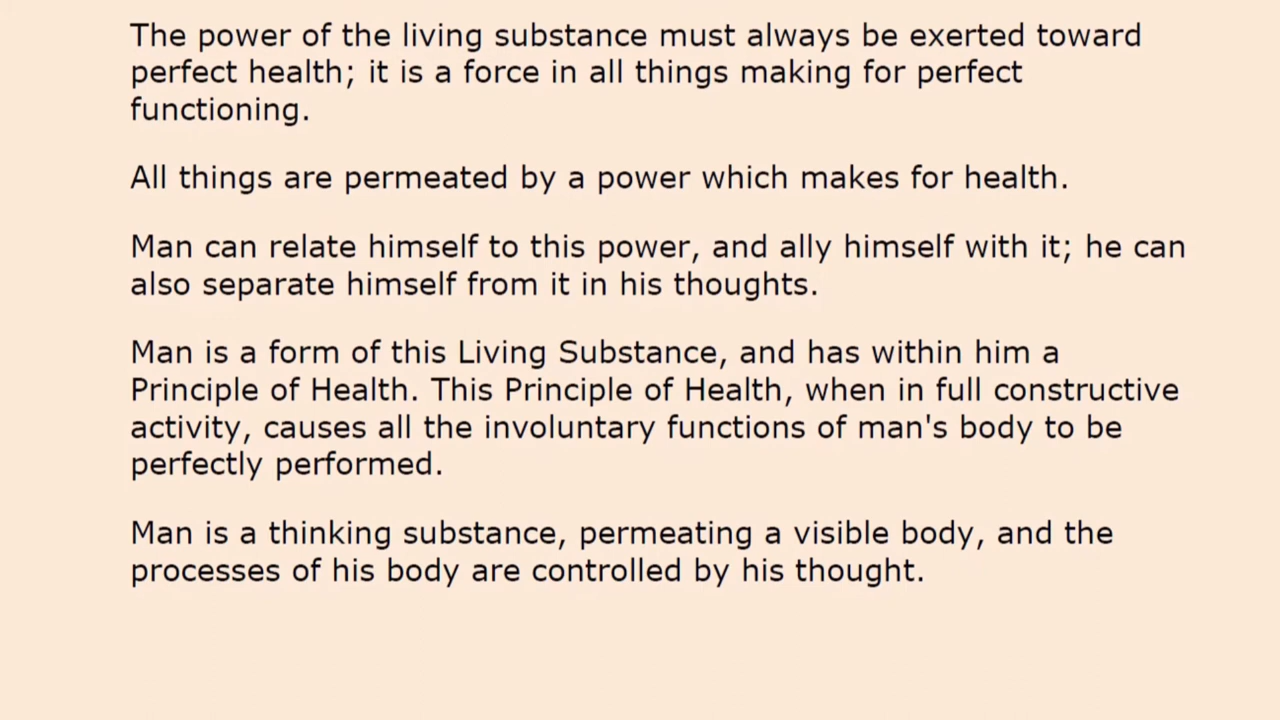 The power of the living substance must always be exerted toward
perfect health; it is a force in all things making for perfect
functioning.
All things are permeated by a power which makes for health.
Man can relate himself to this power, and ally himself with it; he can
also separate himself from it in his thoughts.
Man is a form of this Living Substance, and has within him a
Principle of Health. This Principle of Health, when in full constructive
activity, causes all the involuntary functions of man's body to be
perfectly performed.
Man is a thinking substance, permeating a visible body, and the
processes of his body are controlled by his thought.